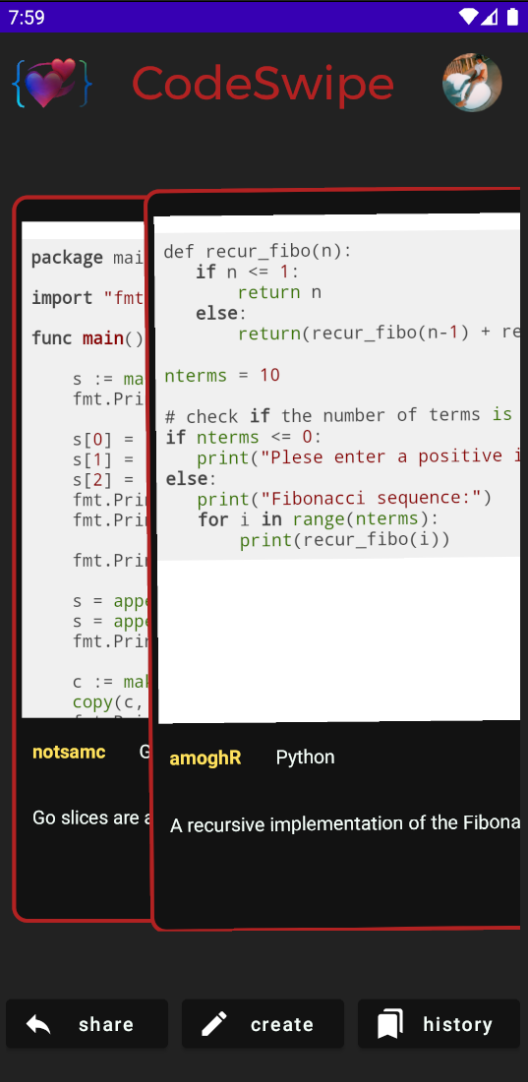 7:59
{ } CodeSwipe
package mai
import "fmt
func main()
s := ma
fmt.Pri
s[0] =
s[1] =
s[2] =
fmt.Pri
fmt.Pri
fmt.Pri
s = appe
s = appe
fmt.Pri
c := mak
copy(c,
notsamc G
Go slices are a
def recur_fibo(n):
if n <= 1:
return n
else:
return(recur_fibo(n-1) + re
nterms = 10
# check if the number of terms is
if nterms <= 0:
print("Plese enter a positive i
else:
print("Fibonacci sequence:")
for i in range(nterms):
print(recur_fibo(i))
amoghR Python
A recursive implementation of the Fibona
share create history